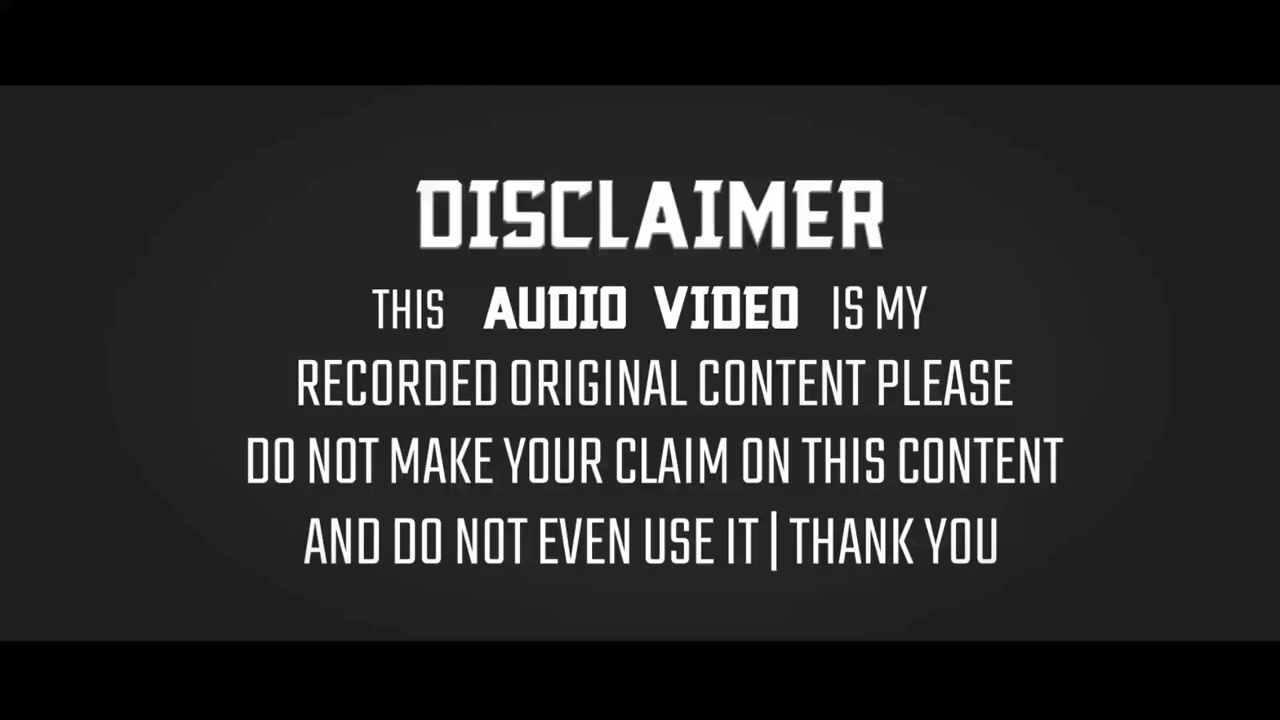 DISCLAIMER
THIS AUDIO VIDEO IS MY
RECORDED ORIGINAL CONTENT PLEASE
DO NOT MAKE YOUR CLAIM ON THIS CONTENT
AND DO NOT EVEN USE IT | THANK YOU